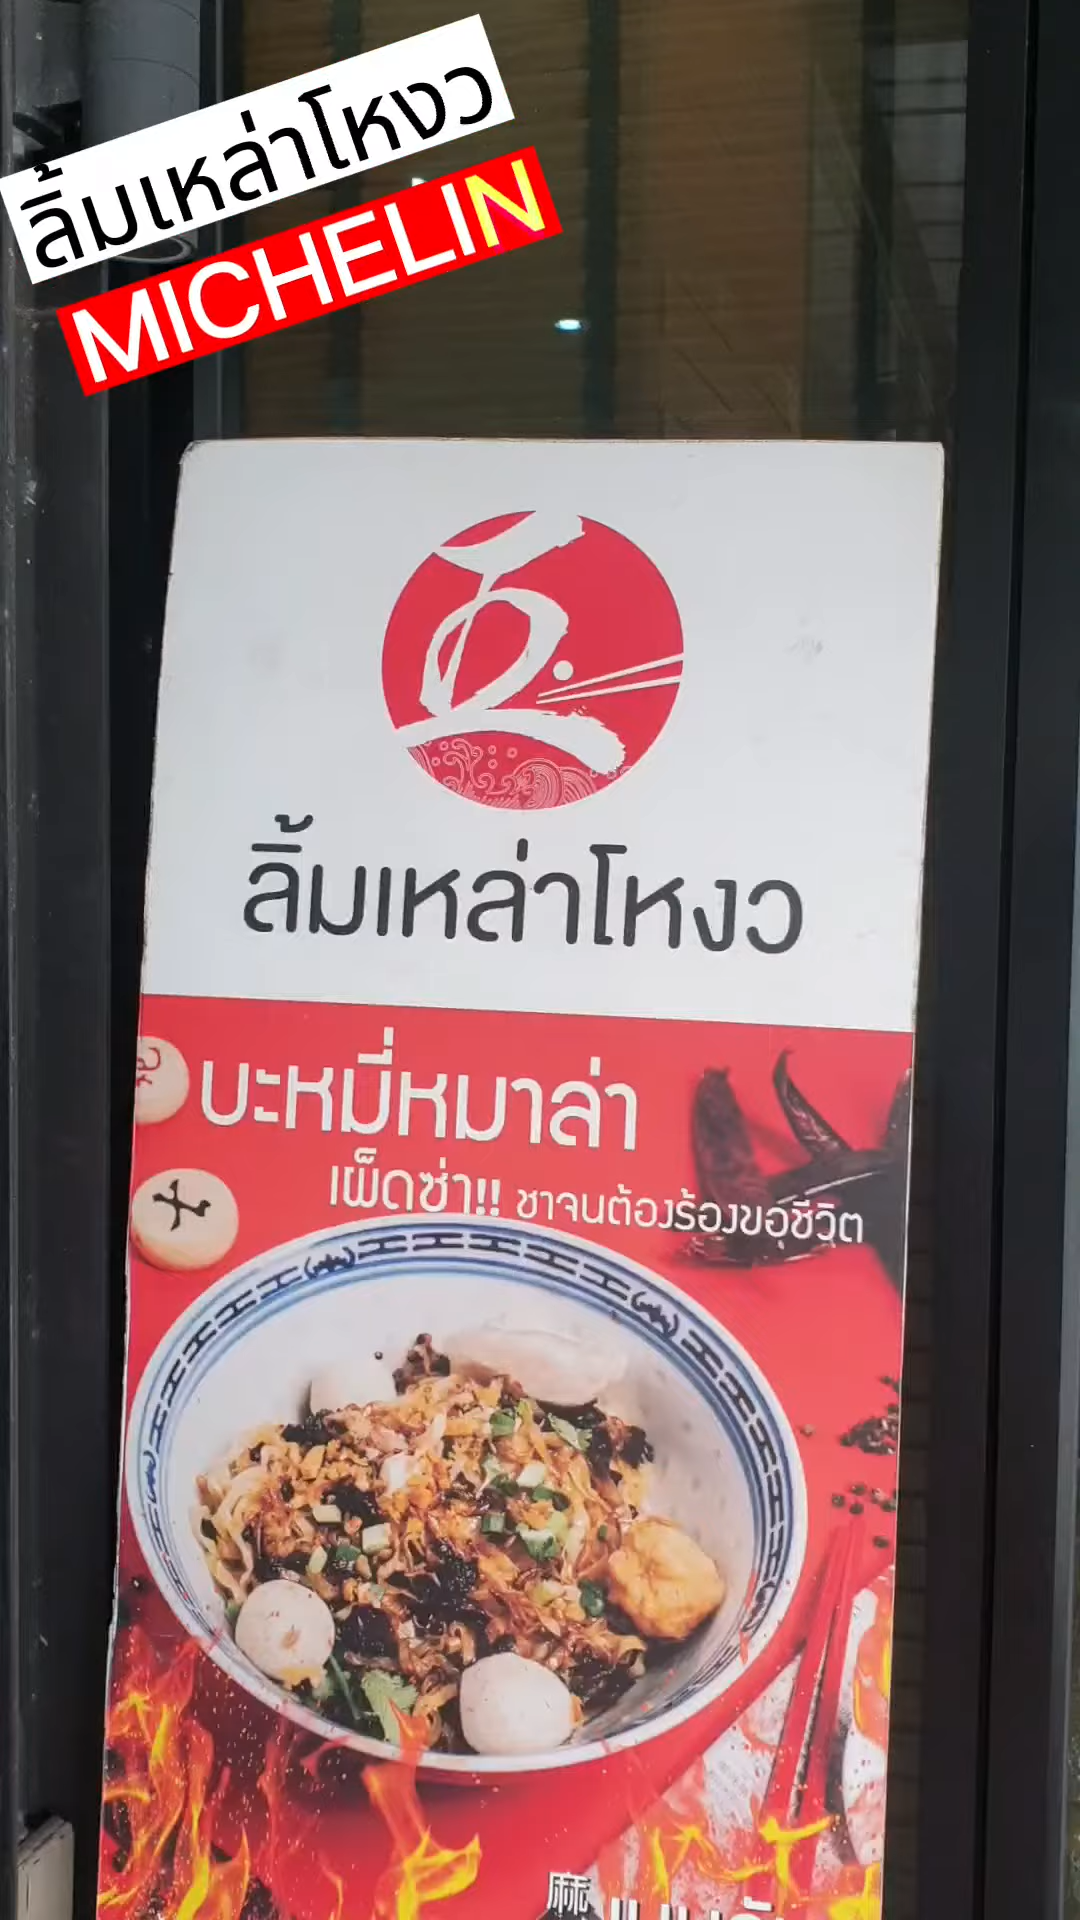 ลิ้มเหล่าโหงว
MICHELIN
ลิ้มเหล่าโหงว
บะหมี่หมาล่า
เผ็ดซ่า!! ชาจนต้องร้องขอชีวิต
麻